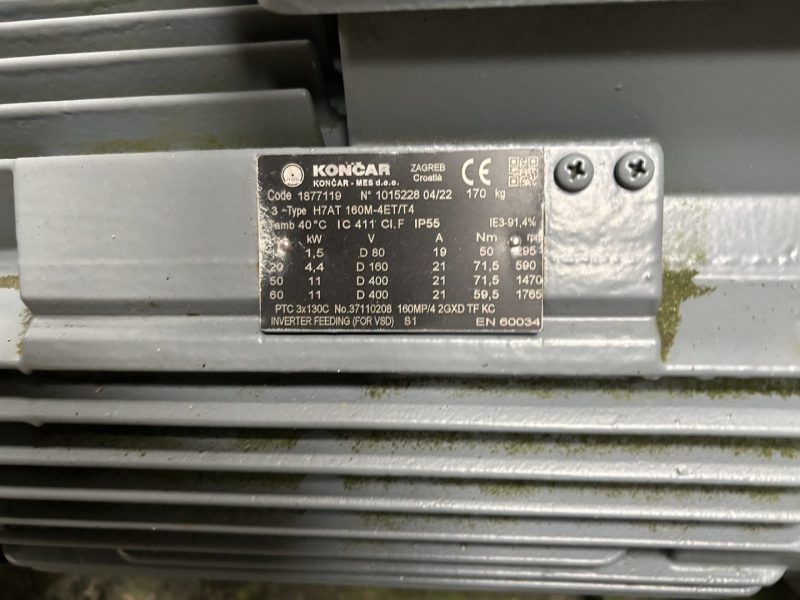 KONČAR
ZAGREB
Croatia
CE
KONČAR - MES d.o.o.
Code 1877119 N° 1015228 04/22 170 kg
3 ~Type H7AT 160M-4ET/T4
Tamb 40°C IC 411 Cl.F IP55 IE3-91,4%
kW V A Nm rpm
1,5 D 80 19 50 295
20 4,4 D 160 21 71,5 590
50 11 D 400 21 71,5 1470
60 11 D 400 21 59,5 1765
PTC 3x130C No.37110208 160MP/4 2GXD TF KC
INVERTER FEEDING (FOR VSD) S1 EN 60034